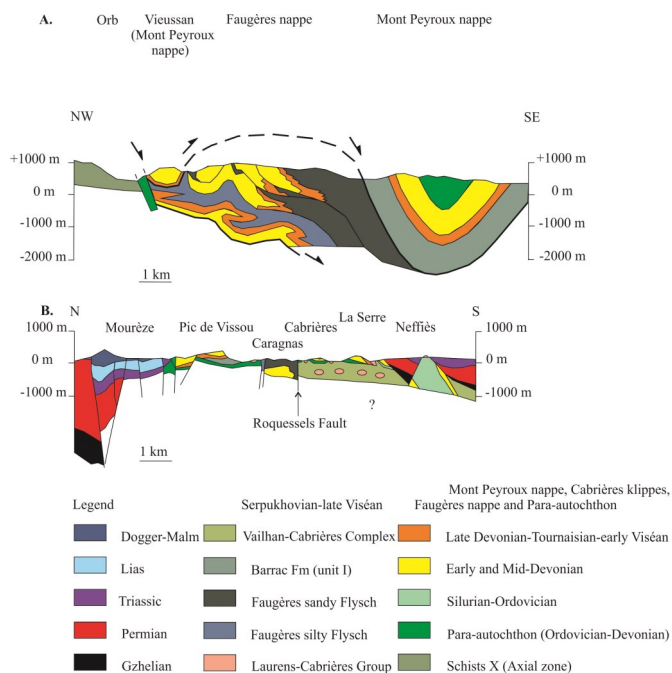 A.
Orb
Vieussan
(Mont Peyroux
nappe)
Faugères nappe
Mont Peyroux nappe
NW
SE
+1000 m
0 m
-1000 m
-2000 m
+1000 m
0 m
-1000 m
-2000 m
1 km
B.
N
S
Mourèze
Pic de Vissou
Caragnas
Cabrières
La Serre
Neffiès
1000 m
0 m
-1000 m
1000 m
0 m
-1000 m
1 km
Roquessels Fault
?
Legend
Dogger-Malm
Lias
Triassic
Permian
Gzhelian
Serpukhovian-late Viséan
Vailhan-Cabrières Complex
Barrac Fm (unit I)
Faugères sandy Flysch
Faugères silty Flysch
Laurens-Cabrières Group
Mont Peyroux nappe, Cabrières klippes,
Faugères nappe and Para-autochthon
Late Devonian-Tournaisian-early Viséan
Early and Mid-Devonian
Silurian-Ordovician
Para-autochthon (Ordovician-Devonian)
Schists X (Axial zone)